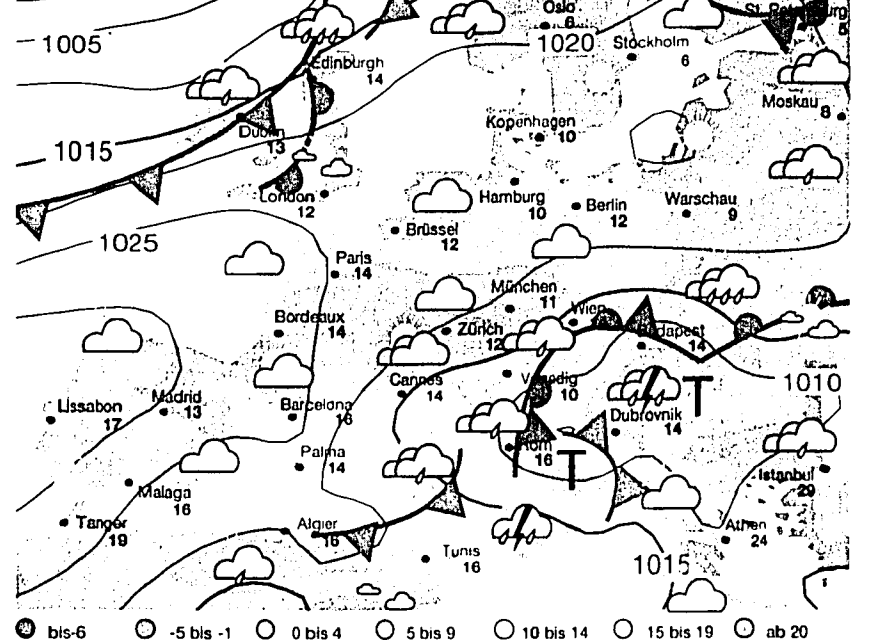 Oslo
6
St. Petersburg
5
1005
1020
Stockholm
6
Edinburgh
14
Moskau 8
Kopenhagen
10
Dublin
13
1015
London
12
Hamburg
10
Berlin
12
Warschau
9
Brüssel
12
1025
Paris
14
München
11
Wien
Bordeaux
14
Zürich
12
Budapest
14
Cannes
14
Venedig
10
T
1010
Lissabon
17
Madrid
13
Barcelona
16
Dubrovnik
14
Rom
16
T
Palma
14
Istanbul
29
Malaga
16
Tanger
19
Algier
16
Athen
24
Tunis
16
1015
bis-6 -5 bis -1 0 bis 4 5 bis 9 10 bis 14 15 bis 19 ab 20